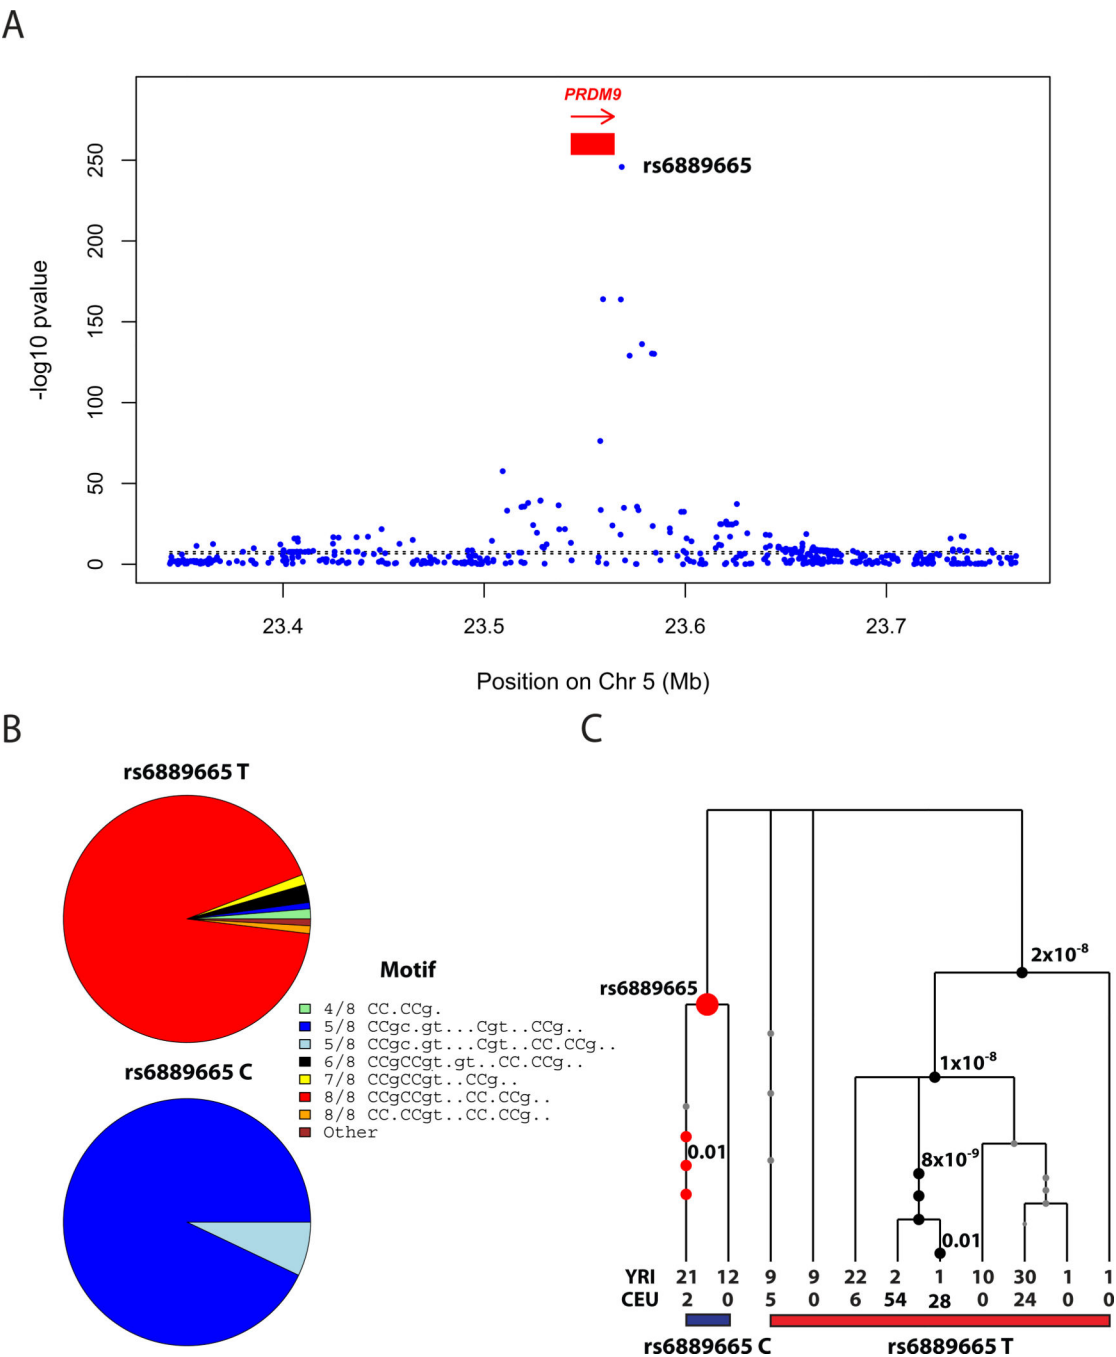 A
PRDM9
rs6889665
250
200
150
100
50
0
-log10 pvalue
23.4 23.5 23.6 23.7
Position on Chr 5 (Mb)
B
C
rs6889665 T
Motif
4/8 CC.CCg.
5/8 CCgc.gt...Cgt..CCg..
5/8 CCgc.gt...Cgt..CC.CCg..
6/8 CCgCCgt.gt..CC.CCg..
7/8 CCgCCgt..CCg..
8/8 CCgCCgt..CC.CCg..
8/8 CC.CCgt..CC.CCg..
Other
rs6889665 C
2x10-8
rs6889665
1x10-8
0.01
8x10-9
0.01
YRI 21 12 9 9 22 2 1 10 30 1 1
CEU 2 0 5 0 6 54 28 0 24 0 0
rs6889665 C rs6889665 T